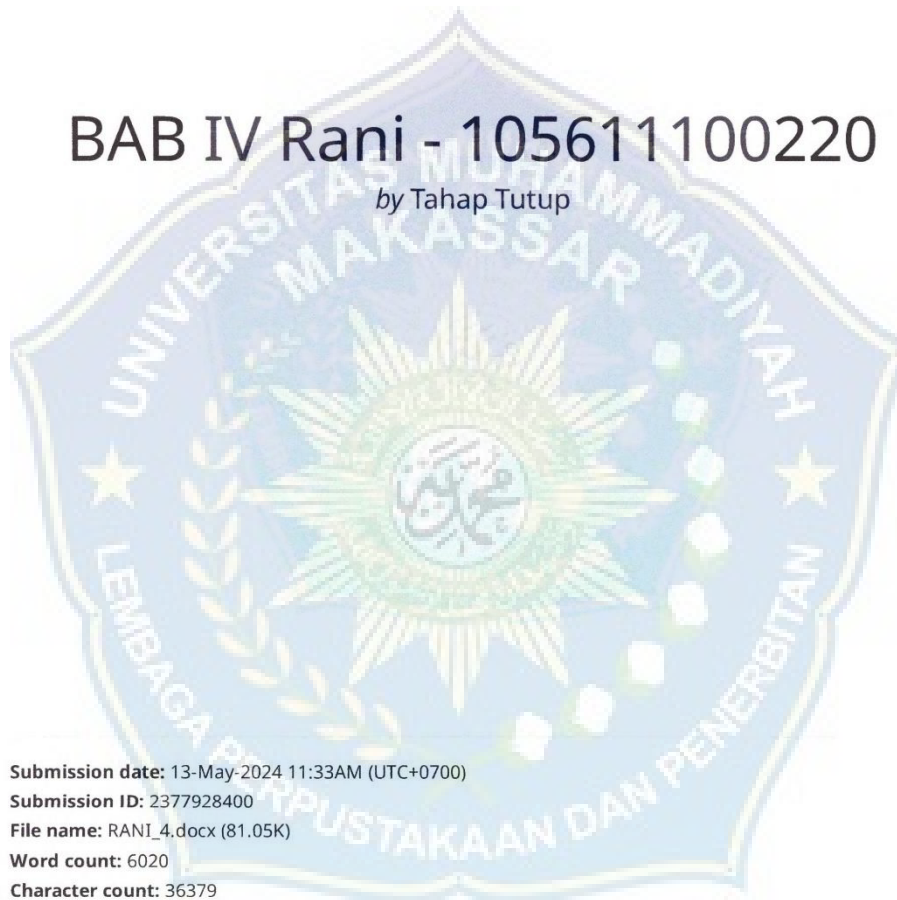 BAB IV Rani - 105611100220
by Tahap Tutup
UNIVERSITAS MUHAMMADIYAH
MAKASSAR
LEMBAGA PERPUSTAKAAN DAN PENERBITAN
Submission date: 13-May-2024 11:33AM (UTC+0700)
Submission ID: 2377928400
File name: RANI_4.docx (81.05K)
Word count: 6020
Character count: 36379